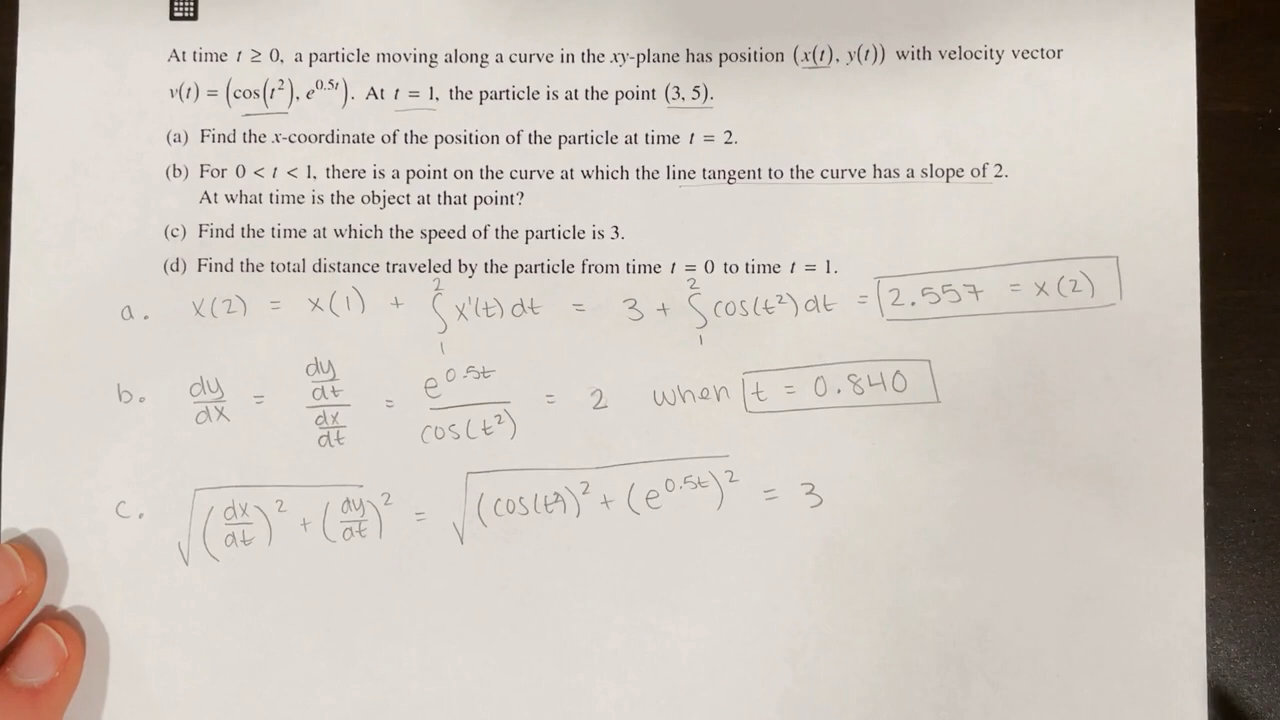 At time t ≥ 0, a particle moving along a curve in the xy-plane has position (x(t), y(t)) with velocity vector
v(t) = (cos(t²), e^0.5t). At t = 1, the particle is at the point (3, 5).
(a) Find the x-coordinate of the position of the particle at time t = 2.
(b) For 0 < t < 1, there is a point on the curve at which the line tangent to the curve has a slope of 2.
At what time is the object at that point?
(c) Find the time at which the speed of the particle is 3.
(d) Find the total distance traveled by the particle from time t = 0 to time t = 1.
a. x(2) = x(1) + ∫₁² x'(t) dt = 3 + ∫₁² cos(t²) dt = 2.557 = x(2)
b. dy/dx = (dy/dt)/(dx/dt) = e^0.5t/cos(t²) = 2 when t = 0.840
c. √((dx/dt)² + (dy/dt)²) = √((cos(t²))² + (e^0.5t)²) = 3